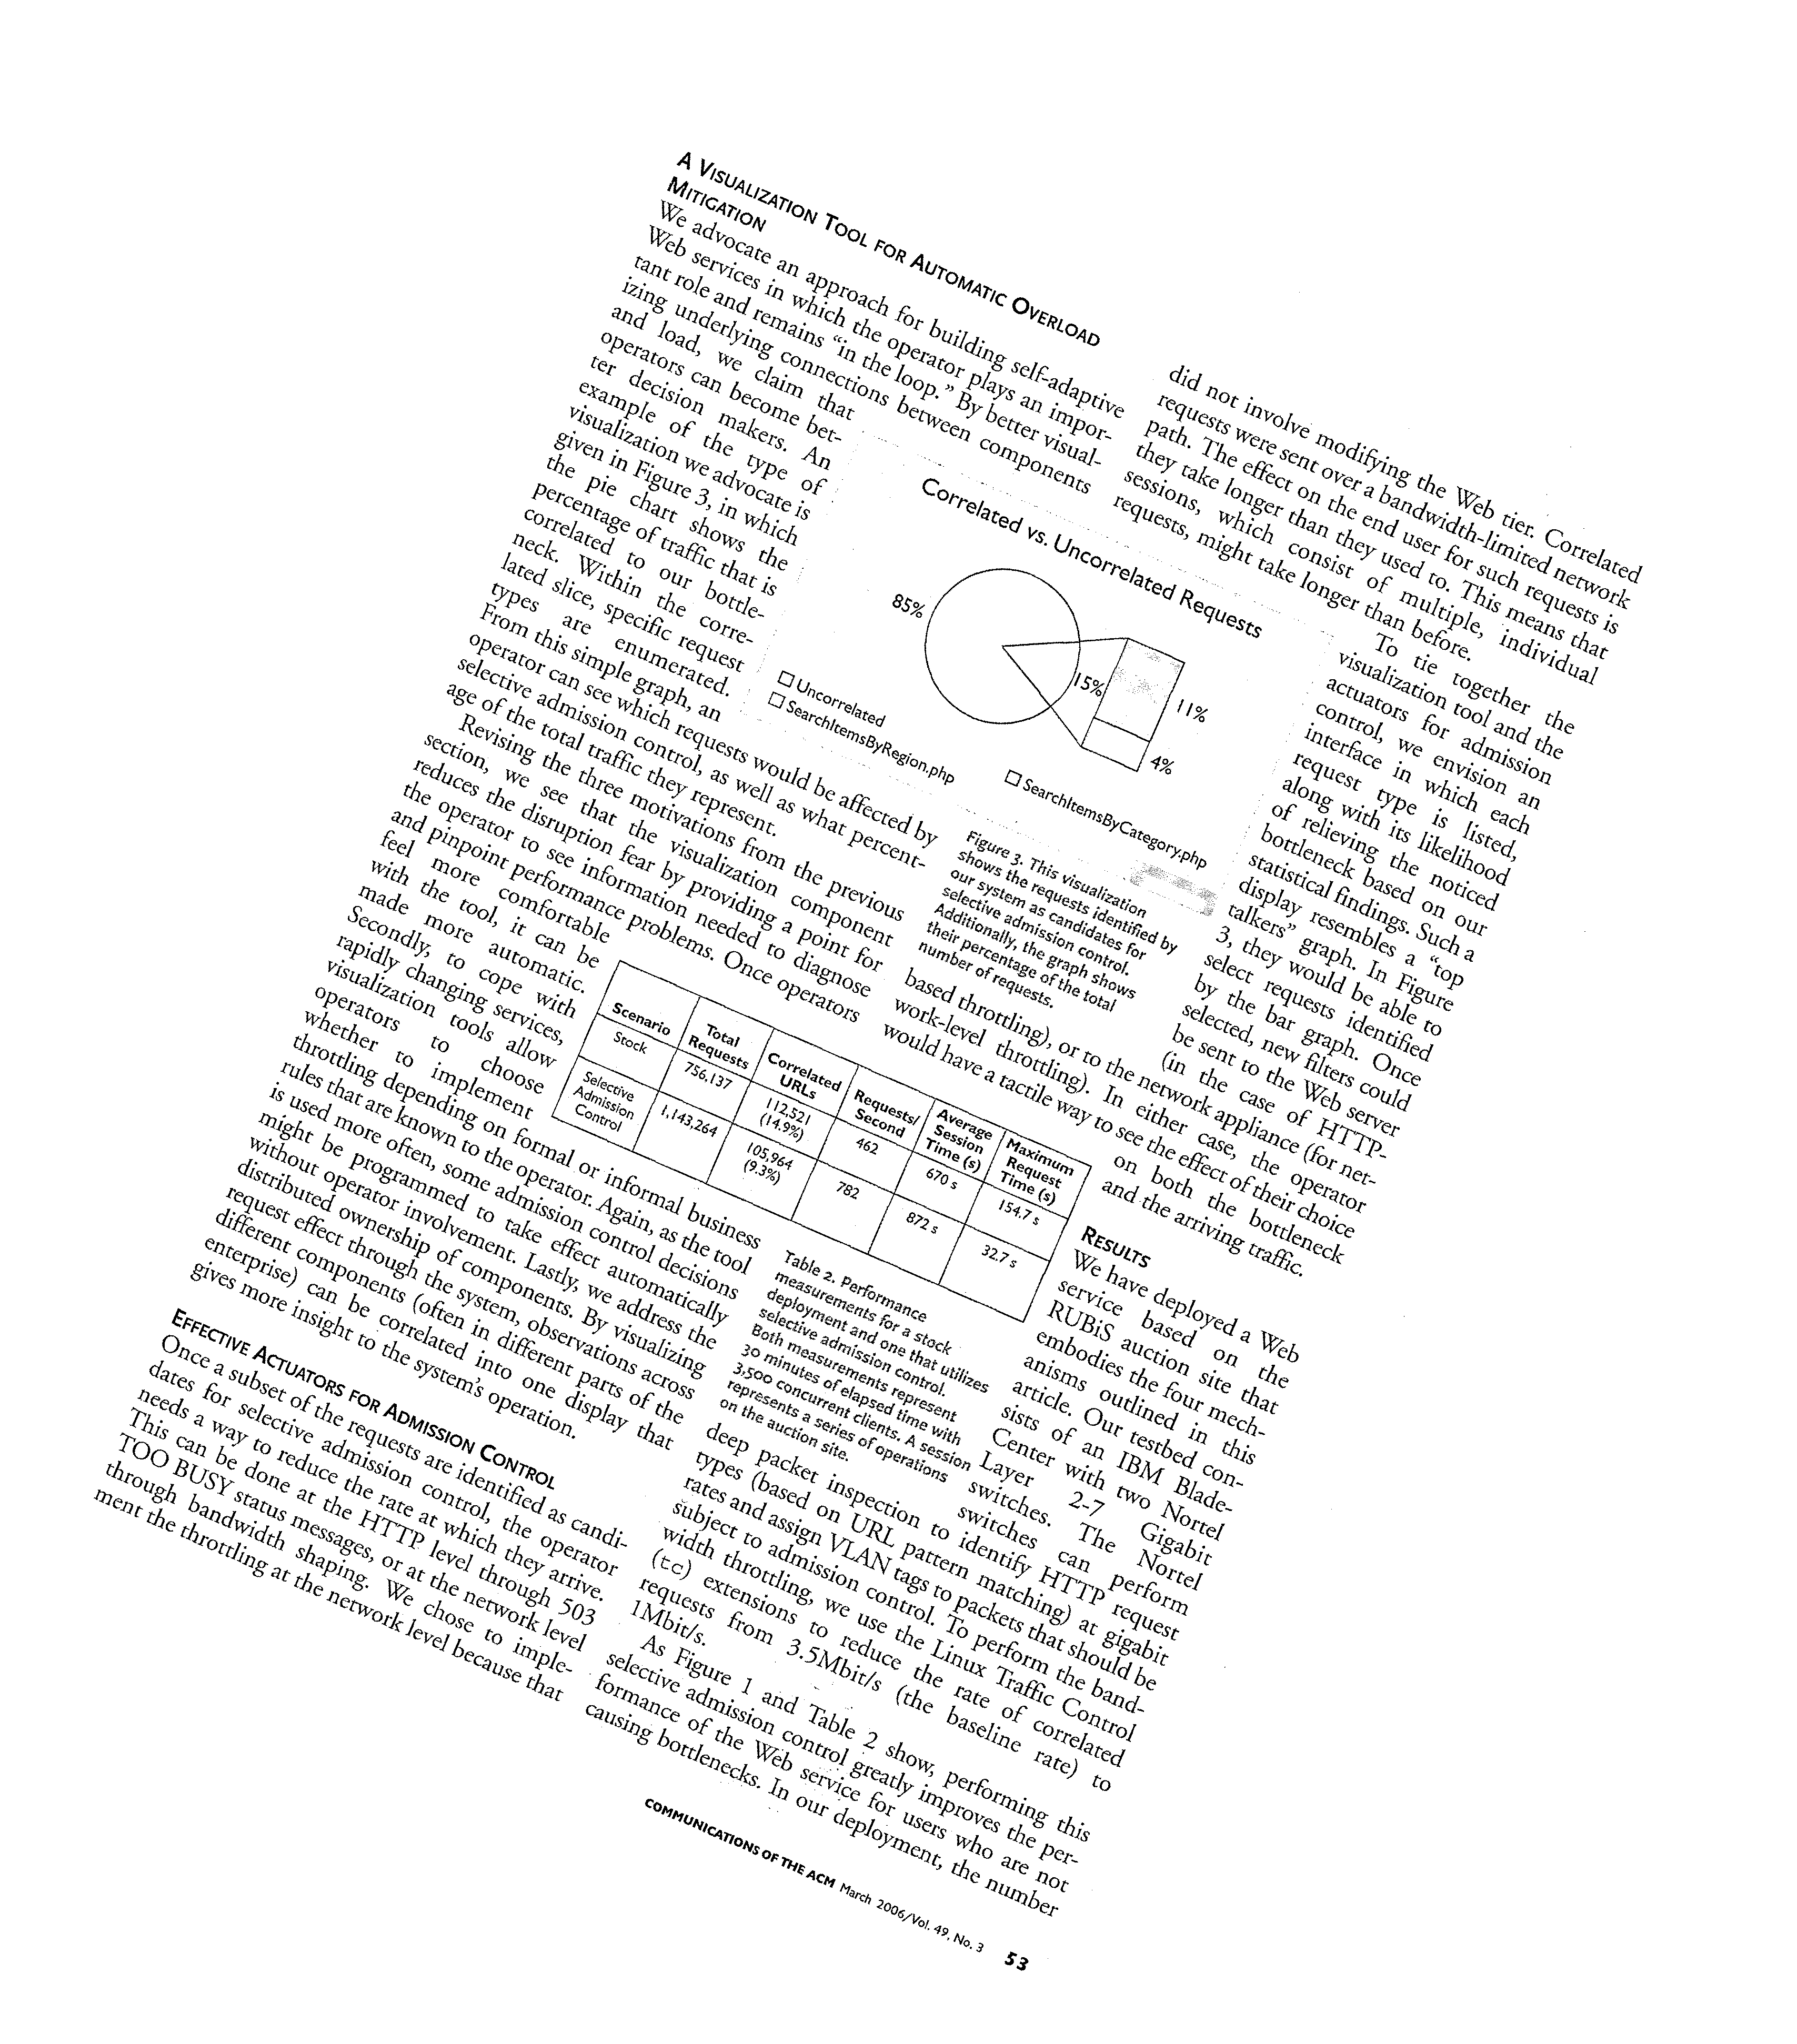 A VISUALIZATION TOOL FOR AUTOMATIC OVERLOAD
MITIGATION
We advocate an approach for building self-adaptive
Web services in which the operator plays an impor-
tant role and remains “in the loop.” By better visual-
izing underlying connections between components
and load, we claim that
operators can become bet-
ter decision makers. An
example of the type of
visualization we advocate is
given in Figure 3, in which
the pie chart shows the
percentage of traffic that is
correlated to our bottle-
neck. Within the corre-
lated slice, specific request
types are enumerated.
From this simple graph, an
operator can see which requests would be affected by
selective admission control, as well as what percent-
age of the total traffic they represent.
Revising the three motivations from the previous
section, we see that the visualization component
reduces the disruption fear by providing a point for
the operator to see information needed to diagnose
and pinpoint performance problems. Once operators
feel more comfortable
with the tool, it can be
made more automatic.
Secondly, to cope with
rapidly changing services,
visualization tools allow
operators to choose
whether to implement
throttling depending on formal or informal business
rules that are known to the operator. Again, as the tool
is used more often, some admission control decisions
might be programmed to take effect automatically
without operator involvement. Lastly, we address the
distributed ownership of components. By visualizing
request effect through the system, observations across
different components (often in different parts of the
enterprise) can be correlated into one display that
gives more insight to the system’s operation.
EFFECTIVE ACTUATORS FOR ADMISSION CONTROL
Once a subset of the requests are identified as candi-
dates for selective admission control, the operator
needs a way to reduce the rate at which they arrive.
This can be done at the HTTP level through 503
TOO BUSY status messages, or at the network level
through bandwidth shaping. We chose to imple-
ment the throttling at the network level because that
did not involve modifying the Web tier. Correlated
requests were sent over a bandwidth-limited network
path. The effect on the end user for such requests is
they take longer than they used to. This means that
sessions, which consist of multiple, individual
requests, might take longer than before.
Correlated vs. Uncorrelated Requests
85%
15%
11%
4%
Uncorrelated
SearchItemsByRegion.php
SearchItemsByCategory.php
Figure 3. This visualization
shows the requests identified by
our system as candidates for
selective admission control.
Additionally, the graph shows
their percentage of the total
number of requests.
To tie together the
visualization tool and the
actuators for admission
control, we envision an
interface in which each
request type is listed,
along with its likelihood
of relieving the noticed
bottleneck based on our
statistical findings. Such a
display resembles a “top
talkers” graph. In Figure
3, they would be able to
select requests identified
by the bar graph. Once
selected, new filters could
be sent to the Web server
(in the case of HTTP-
based throttling), or to the network appliance (for net-
work-level throttling). In either case, the operator
would have a tactile way to see the effect of their choice
on both the bottleneck
and the arriving traffic.
Scenario Total Requests Correlated URLs Requests/Second Average Session Time (s) Maximum Request Time (s)
Stock 756,137 112,521 (14.9%) 462 670 s 154.7 s
Selective Admission Control 1,143,264 105,964 (9.3%) 782 872 s 32.7 s
Table 2. Performance
measurements for a stock
deployment and one that utilizes
selective admission control.
Both measurements represent
30 minutes of elapsed time with
3,500 concurrent clients. A session
represents a series of operations
on the auction site.
RESULTS
We have deployed a Web
service based on the
RUBiS auction site that
embodies the four mech-
anisms outlined in this
article. Our testbed con-
sists of an IBM Blade-
Center with two Nortel
Layer 2-7 Gigabit
switches. The Nortel
switches can perform
deep packet inspection to identify HTTP request
types (based on URL pattern matching) at gigabit
rates and assign VLAN tags to packets that should be
subject to admission control. To perform the band-
width throttling, we use the Linux Traffic Control
(tc) extensions to reduce the rate of correlated
requests from 3.5Mbit/s (the baseline rate) to
1Mbit/s.
As Figure 1 and Table 2 show, performing this
selective admission control greatly improves the per-
formance of the Web service for users who are not
causing bottlenecks. In our deployment, the number
COMMUNICATIONS OF THE ACM March 2006/Vol. 49, No. 3 53